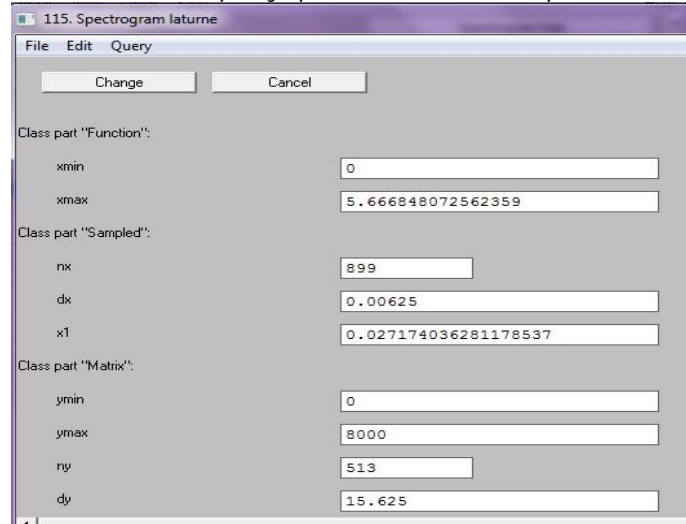 115. Spectrogram laturne
File Edit Query
Change Cancel
Class part "Function":
xmin 0
xmax 5.666848072562359
Class part "Sampled":
nx 899
dx 0.00625
x1 0.027174036281178537
Class part "Matrix":
ymin 0
ymax 8000
ny 513
dy 15.625